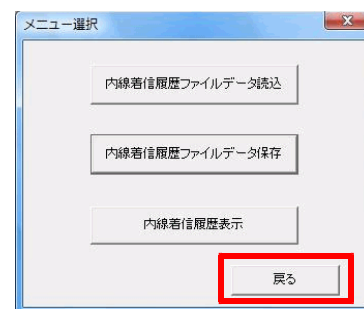 メニュー選択
内線着信履歴ファイルデータ読込
内線着信履歴ファイルデータ保存
内線着信履歴表示
戻る